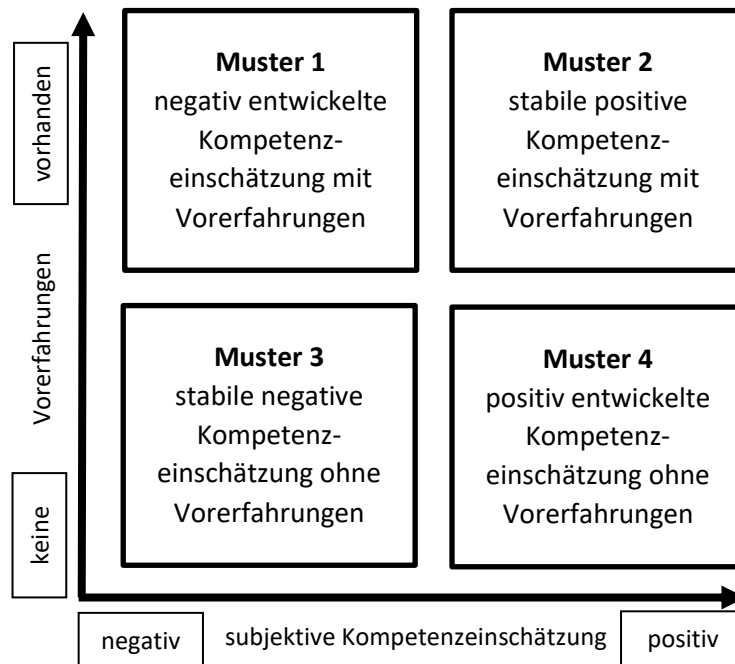 vorhanden
Vorerfahrungen
keine
Muster 1
negativ entwickelte
Kompetenz-
einschätzung mit
Vorerfahrungen
Muster 2
stabile positive
Kompetenz-
einschätzung mit
Vorerfahrungen
Muster 3
stabile negative
Kompetenz-
einschätzung ohne
Vorerfahrungen
Muster 4
positiv entwickelte
Kompetenz-
einschätzung ohne
Vorerfahrungen
negativ
subjektive Kompetenzeinschätzung
positiv